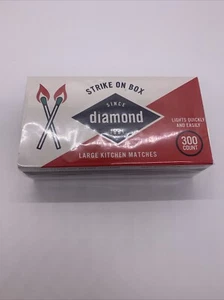 STRIKE ON BOX
SINCE
diamond
LIGHTS QUICKLY
AND EASILY
300
COUNT
LARGE KITCHEN MATCHES